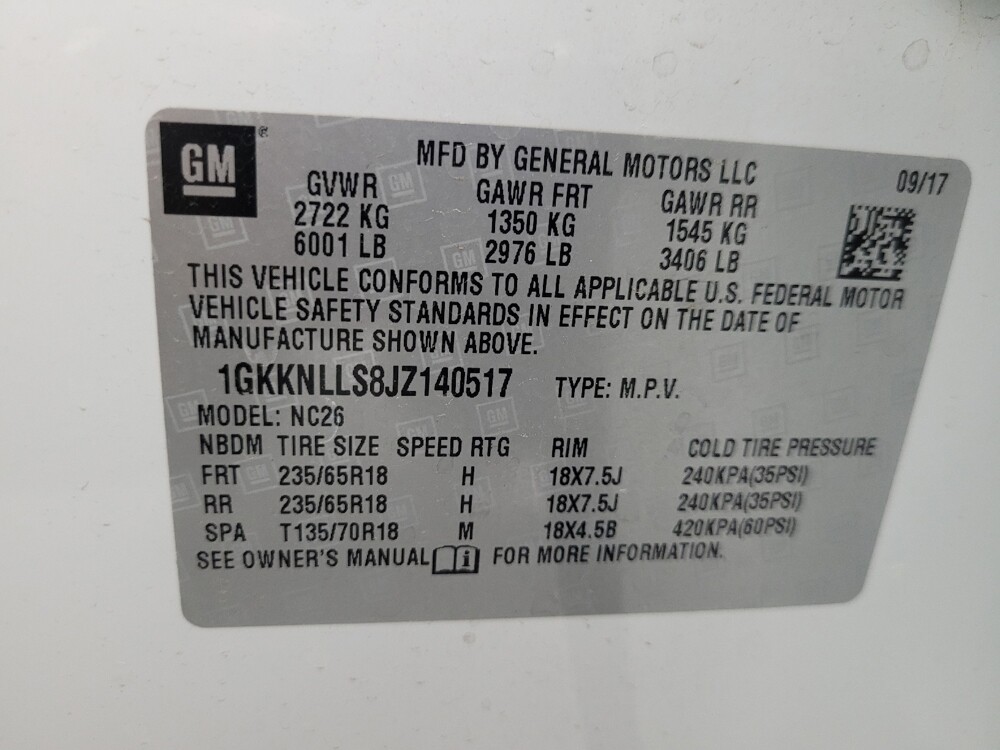 GM ®
MFD BY GENERAL MOTORS LLC
09/17
GVWR GAWR FRT GAWR RR
2722 KG 1350 KG 1545 KG
6001 LB 2976 LB 3406 LB
THIS VEHICLE CONFORMS TO ALL APPLICABLE U.S. FEDERAL MOTOR
VEHICLE SAFETY STANDARDS IN EFFECT ON THE DATE OF
MANUFACTURE SHOWN ABOVE.
1GKKNLLS8JZ140517 TYPE: M.P.V.
MODEL: NC26
NBDM TIRE SIZE SPEED RTG RIM COLD TIRE PRESSURE
FRT 235/65R18 H 18X7.5J 240KPA(35PSI)
RR 235/65R18 H 18X7.5J 240KPA(35PSI)
SPA T135/70R18 M 18X4.5B 420KPA(60PSI)
SEE OWNER'S MANUAL i FOR MORE INFORMATION.